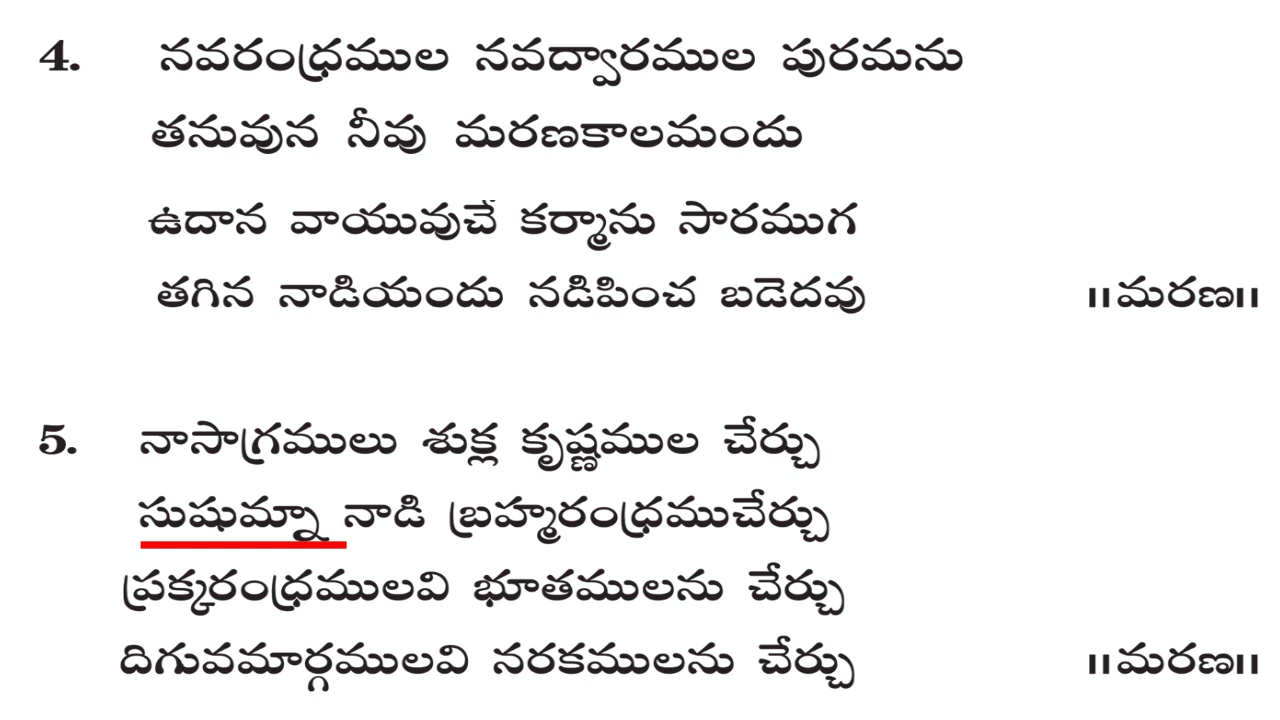 4. నవరంధ్రముల నవద్వారముల పురమను
తనువున నీవు మరణకాలమందు
ఉదాన వాయువుచే కర్మాను సారముగ
తగిన నాడియందు నడిపించ బడెదవు ॥మరణ॥
5. నాసాగ్రములు శుక్ల కృష్ణముల చేర్చు
సుషుమ్నా నాడి బ్రహ్మరంధ్రముచేర్చు
ప్రక్కరంధ్రములవి భూతములను చేర్చు
దిగువమార్గములవి నరకములను చేర్చు ॥మరణ॥